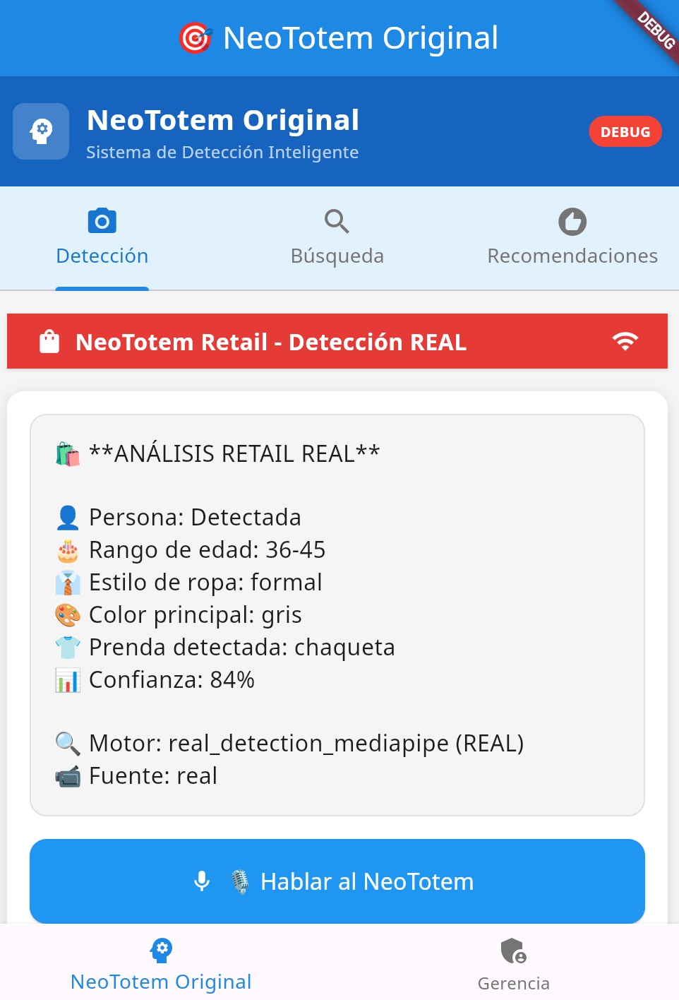 🎯 NeoTotem Original
DEBUG
NeoTotem Original
Sistema de Detección Inteligente
DEBUG
Detección
Búsqueda
Recomendaciones
NeoTotem Retail - Detección REAL
🛍️ **ANÁLISIS RETAIL REAL**
👤 Persona: Detectada
🎂 Rango de edad: 36-45
👔 Estilo de ropa: formal
🎨 Color principal: gris
👕 Prenda detectada: chaqueta
📊 Confianza: 84%
🔍 Motor: real_detection_mediapipe (REAL)
📹 Fuente: real
🎙️ Hablar al NeoTotem
NeoTotem Original
Gerencia